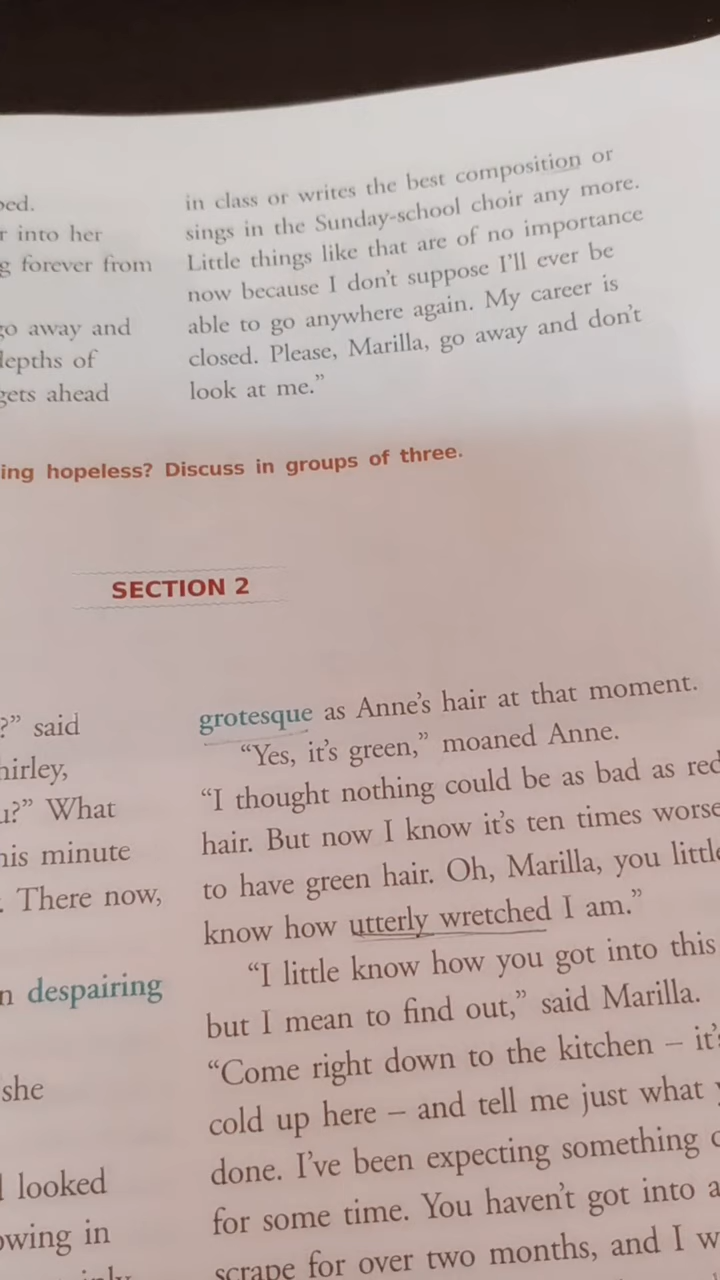 in class or writes the best composition or
sings in the Sunday-school choir any more.
Little things like that are of no importance
now because I don't suppose I'll ever be
able to go anywhere again. My career is
closed. Please, Marilla, go away and don't
look at me."
into her
forever from
away and
of
ahead
hopeless? Discuss in groups of three.
SECTION 2
said
What
minute
There now,
despairing
she
looked
in
grotesque as Anne's hair at that moment.
"Yes, it's green," moaned Anne.
"I thought nothing could be as bad as red
hair. But now I know it's ten times worse
to have green hair. Oh, Marilla, you little
know how utterly wretched I am."
"I little know how you got into this
but I mean to find out," said Marilla.
"Come right down to the kitchen – it's
cold up here – and tell me just what
done. I've been expecting something
for some time. You haven't got into
scrape for over two months, and I